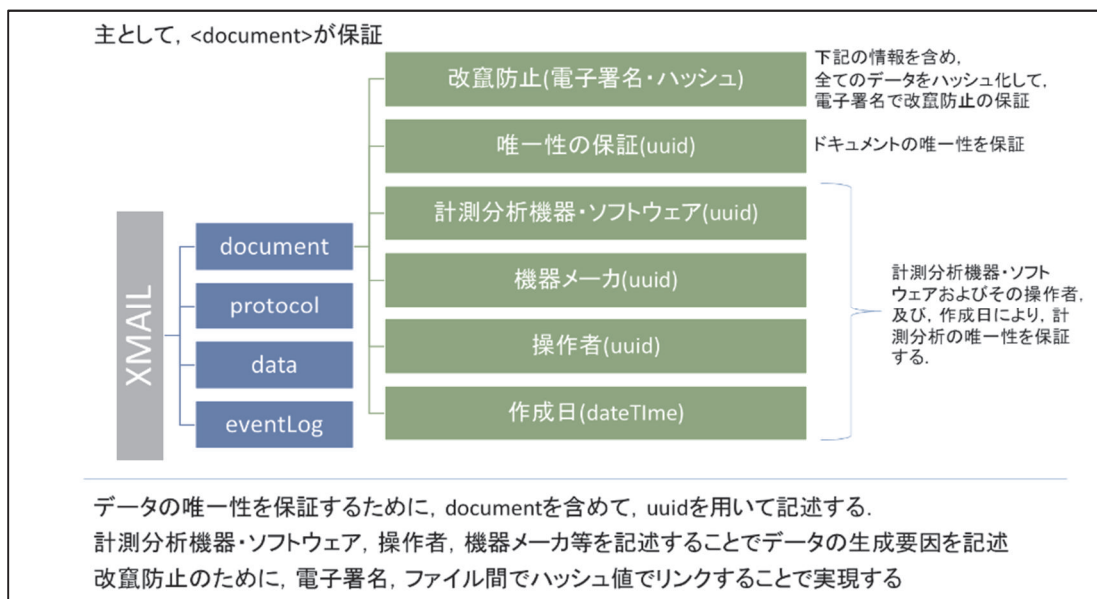 主として, <document>が保証
改竄防止(電子署名・ハッシュ)
下記の情報を含め,
全てのデータをハッシュ化して,
電子署名で改竄防止の保証
唯一性の保証(uuid)
ドキュメントの唯一性を保証
計測分析機器・ソフトウェア(uuid)
機器メーカ(uuid)
操作者(uuid)
作成日(dateTIme)
計測分析機器・ソフト
ウェアおよびその操作者,
及び, 作成日により, 計
測分析の唯一性を保証
する.
XMAIL
document
protocol
data
eventLog
データの唯一性を保証するために, documentを含めて, uuidを用いて記述する.
計測分析機器・ソフトウェア, 操作者, 機器メーカ等を記述することでデータの生成要因を記述
改竄防止のために, 電子署名, ファイル間でハッシュ値でリンクすることで実現する